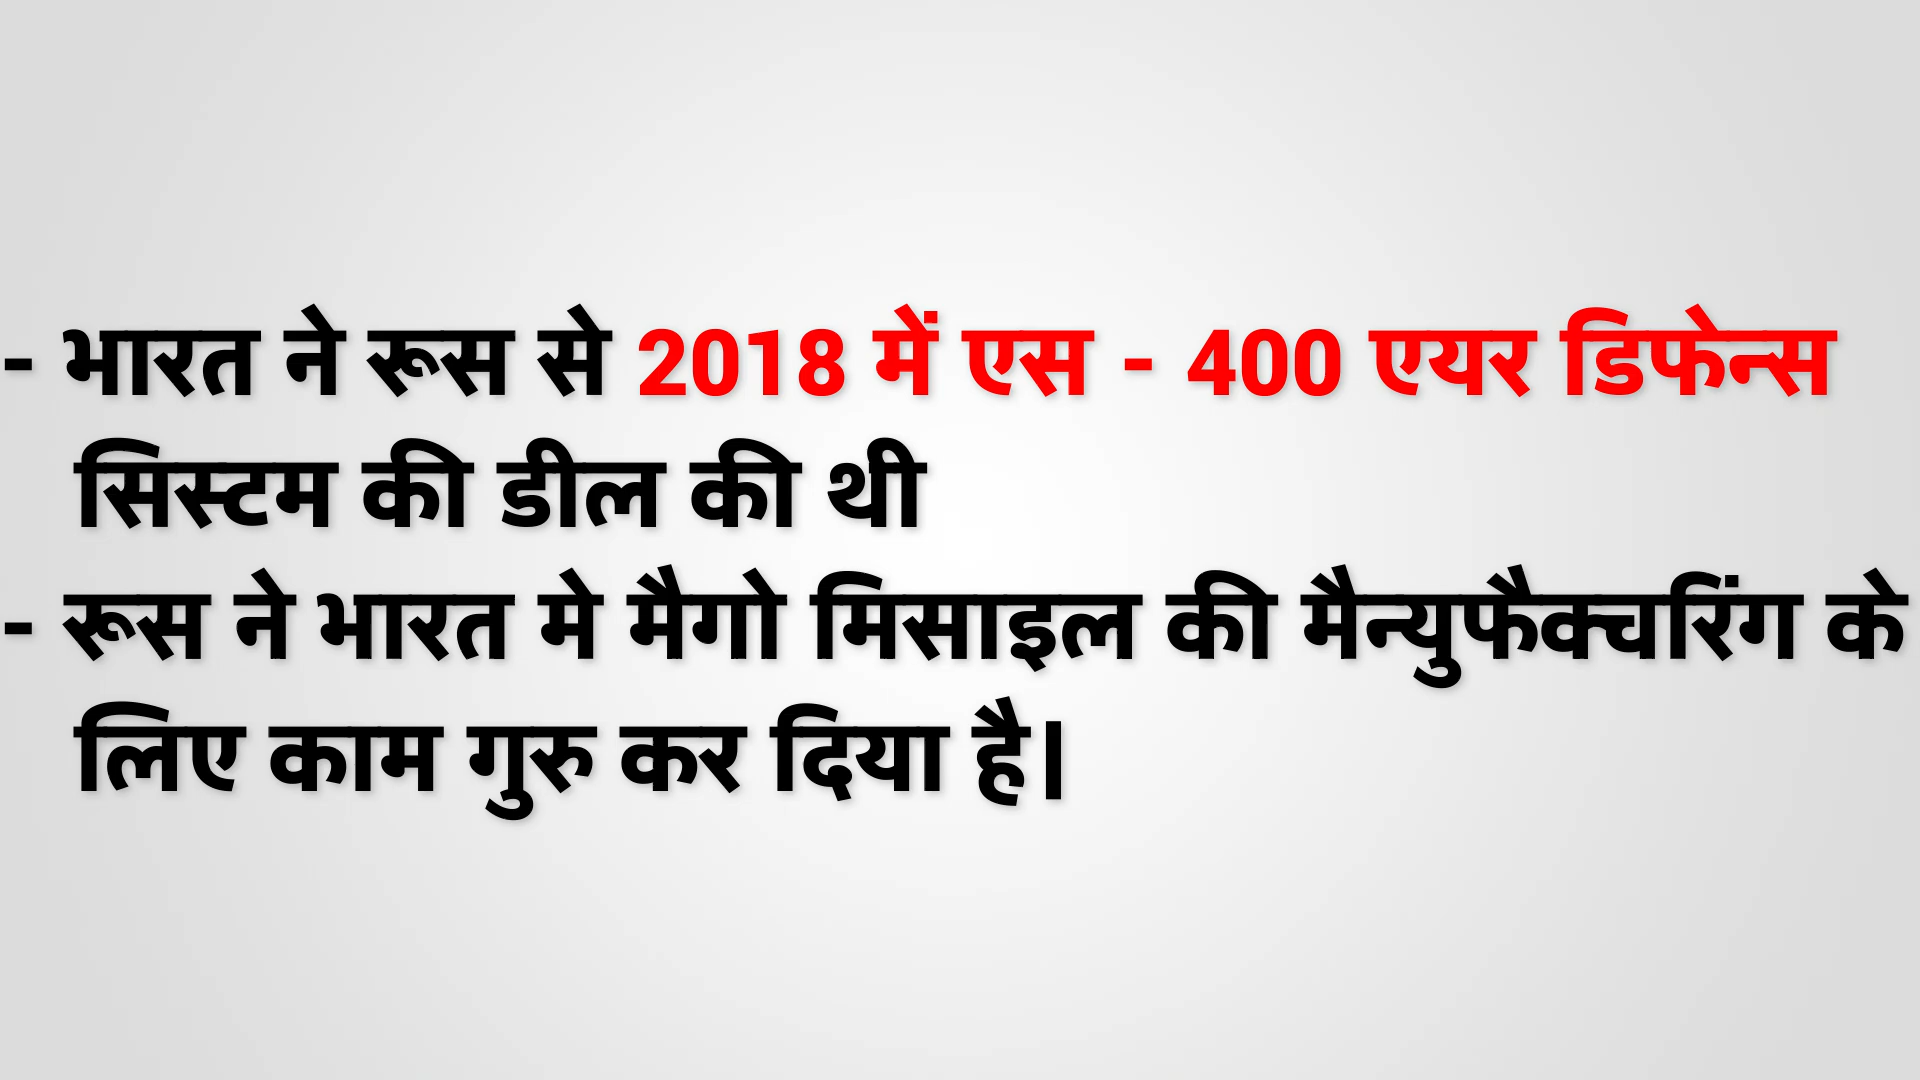 - भारत ने रूस से 2018 में एस - 400 एयर डिफेन्स
सिस्टम की डील की थी
- रूस ने भारत मे मैगो मिसाइल की मैन्युफैक्चरिंग के
लिए काम गुरु कर दिया है।